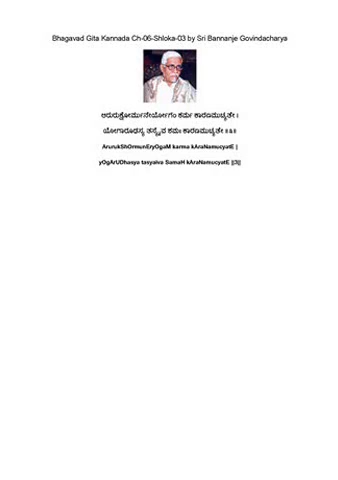 Bhagavad Gita Kannada Ch-06-Shloka-03 by Sri Bannanje Govindacharya
ಆರುರುಕ್ಷೋರ್ಮುನೇರ್ಯೋಗಂ ಕರ್ಮ ಕಾರಣಮುಚ್ಯತೇ ।
ಯೋಗಾರೂಢಸ್ಯ ತಸ್ಯೈವ ಶಮಃ ಕಾರಣಮುಚ್ಯತೇ ॥೩॥
ArurukShOrmunEryOgaM karma kAraNamucyatE |
yOgArUDhasya tasyaiva SamaH kAraNamucyatE ||3||